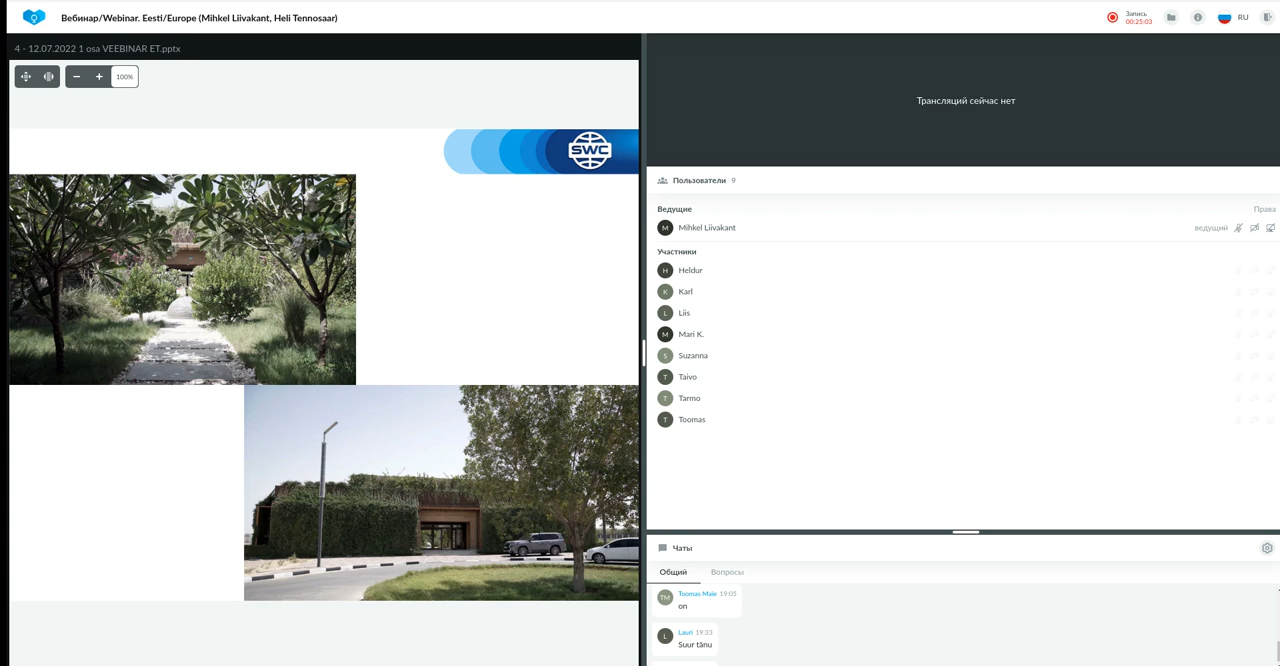 Вебинар/Webinar. Eesti/Europe (Mihkel Liivakant, Heli Tennosaar)
Запись
00:25:03
RU
4 - 12.07.2022 1 osa VEEBINAR ET.pptx
100%
SWC
Трансляций сейчас нет
Пользователи 9
Ведущие Права
M Mihkel Liivakant ведущий
Участники
H Heldur
K Karl
L Liis
M Mari K.
S Suzanna
T Taivo
T Tarmo
T Toomas
Чаты
Общий Вопросы
TM Toomas Maie 19:05
on
L Lauri 19:33
Suur tänu